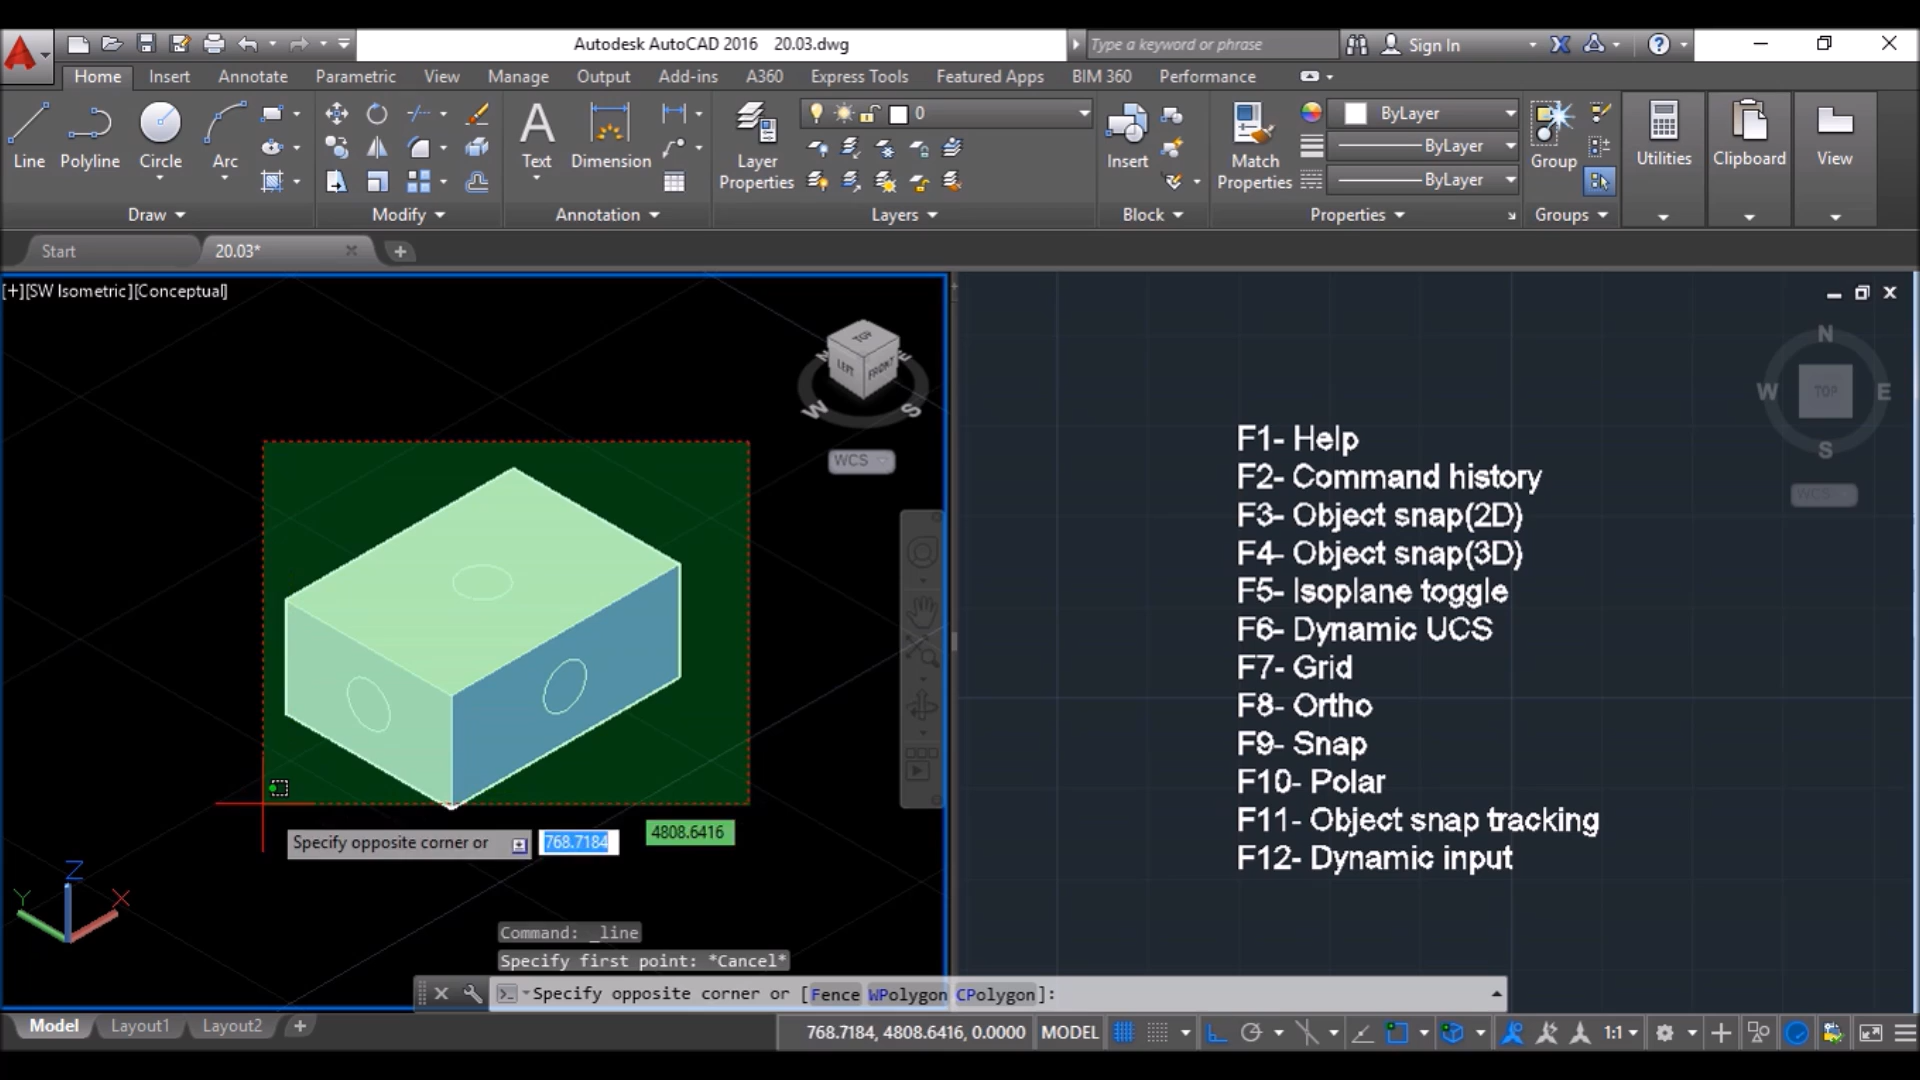 Autodesk AutoCAD 2016 20.03.dwg
Type a keyword or phrase
Sign In
Home Insert Annotate Parametric View Manage Output Add-ins A360 Express Tools Featured Apps BIM 360 Performance
Line
Polyline
Circle
Arc
Text
Dimension
Layer Properties
0
Insert
Match Properties
ByLayer
ByLayer
ByLayer
Group
Utilities
Clipboard
View
Draw
Modify
Annotation
Layers
Block
Properties
Groups
Start
20.03*
[+][SW Isometric][Conceptual]
TOP
LEFT
FRONT
N
E
W
S
WCS
N
W
TOP
E
S
WCS
F1- Help
F2- Command history
F3- Object snap(2D)
F4- Object snap(3D)
F5- Isoplane toggle
F6- Dynamic UCS
F7- Grid
F8- Ortho
F9- Snap
F10- Polar
F11- Object snap tracking
F12- Dynamic input
Specify opposite corner or
768.7184
4808.6416
Z
Y
X
Command: _line
Specify first point: *Cancel*
Specify opposite corner or [Fence WPolygon CPolygon]:
Model
Layout1
Layout2
768.7184, 4808.6416, 0.0000
MODEL
1:1